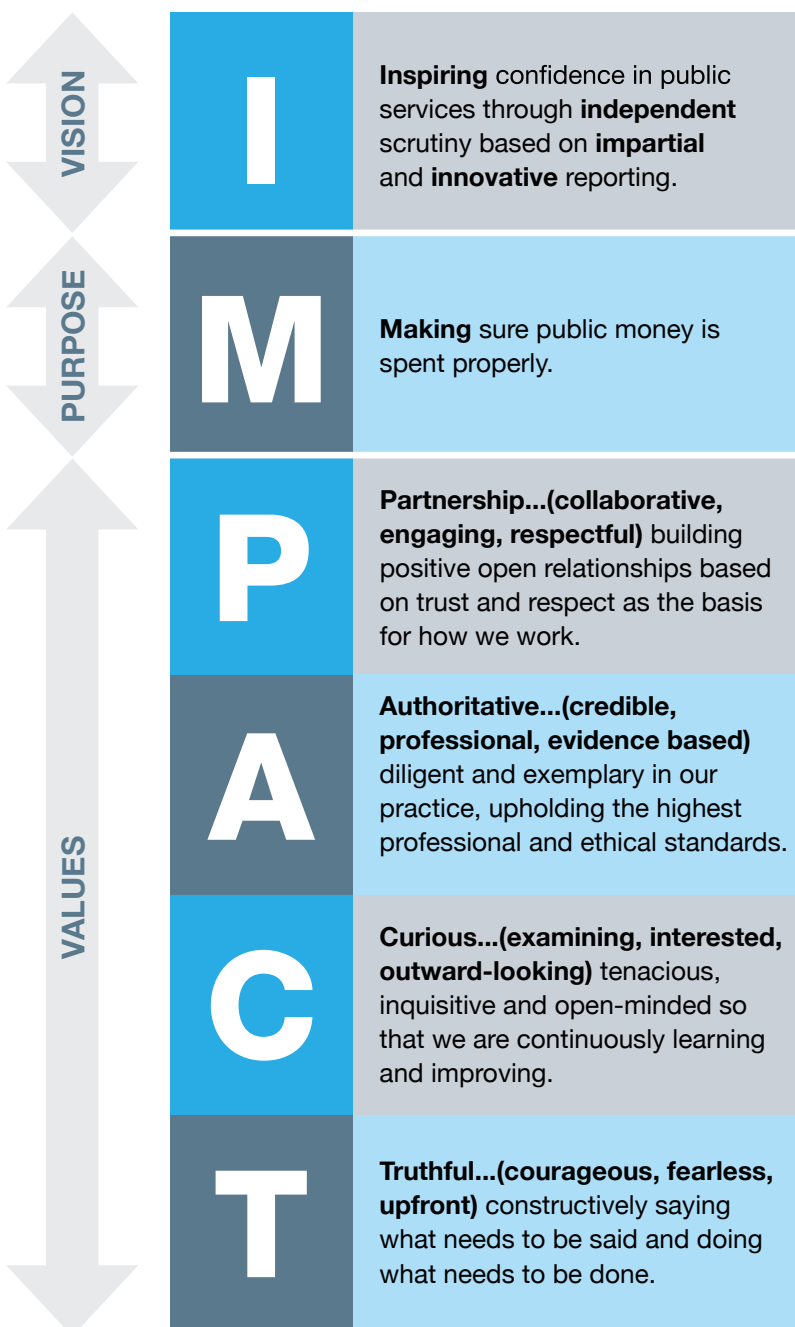 VISION
I
Inspiring confidence in public
services through independent
scrutiny based on impartial
and innovative reporting.
PURPOSE
M
Making sure public money is
spent properly.
VALUES
P
Partnership...(collaborative,
engaging, respectful) building
positive open relationships based
on trust and respect as the basis
for how we work.
A
Authoritative...(credible,
professional, evidence based)
diligent and exemplary in our
practice, upholding the highest
professional and ethical standards.
C
Curious...(examining, interested,
outward-looking) tenacious,
inquisitive and open-minded so
that we are continuously learning
and improving.
T
Truthful...(courageous, fearless,
upfront) constructively saying
what needs to be said and doing
what needs to be done.